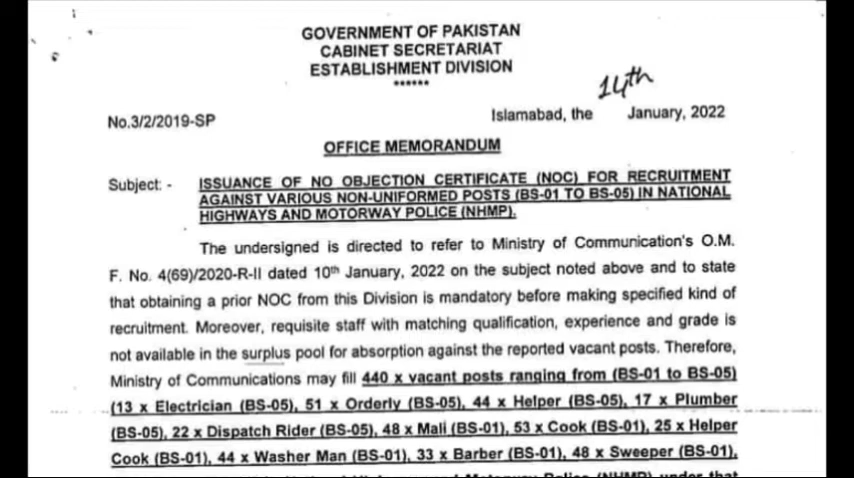 GOVERNMENT OF PAKISTAN
CABINET SECRETARIAT
ESTABLISHMENT DIVISION
******
14th
No.3/2/2019-SP Islamabad, the January, 2022
OFFICE MEMORANDUM
Subject: - ISSUANCE OF NO OBJECTION CERTIFICATE (NOC) FOR RECRUITMENT
AGAINST VARIOUS NON-UNIFORMED POSTS (BS-01 TO BS-05) IN NATIONAL
HIGHWAYS AND MOTORWAY POLICE (NHMP).
The undersigned is directed to refer to Ministry of Communication's O.M.
F. No. 4(69)/2020-R-II dated 10th January, 2022 on the subject noted above and to state
that obtaining a prior NOC from this Division is mandatory before making specified kind of
recruitment. Moreover, requisite staff with matching qualification, experience and grade is
not available in the surplus pool for absorption against the reported vacant posts. Therefore,
Ministry of Communications may fill 440 x vacant posts ranging from (BS-01 to BS-05)
(13 x Electrician (BS-05), 51 x Orderly (BS-05), 44 x Helper (BS-05), 17 x Plumber
(BS-05), 22 x Dispatch Rider (BS-05), 48 x Mali (BS-01), 53 x Cook (BS-01), 25 x Helper
Cook (BS-01), 44 x Washer Man (BS-01), 33 x Barber (BS-01), 48 x Sweeper (BS-01),
Police (NHMP) under that